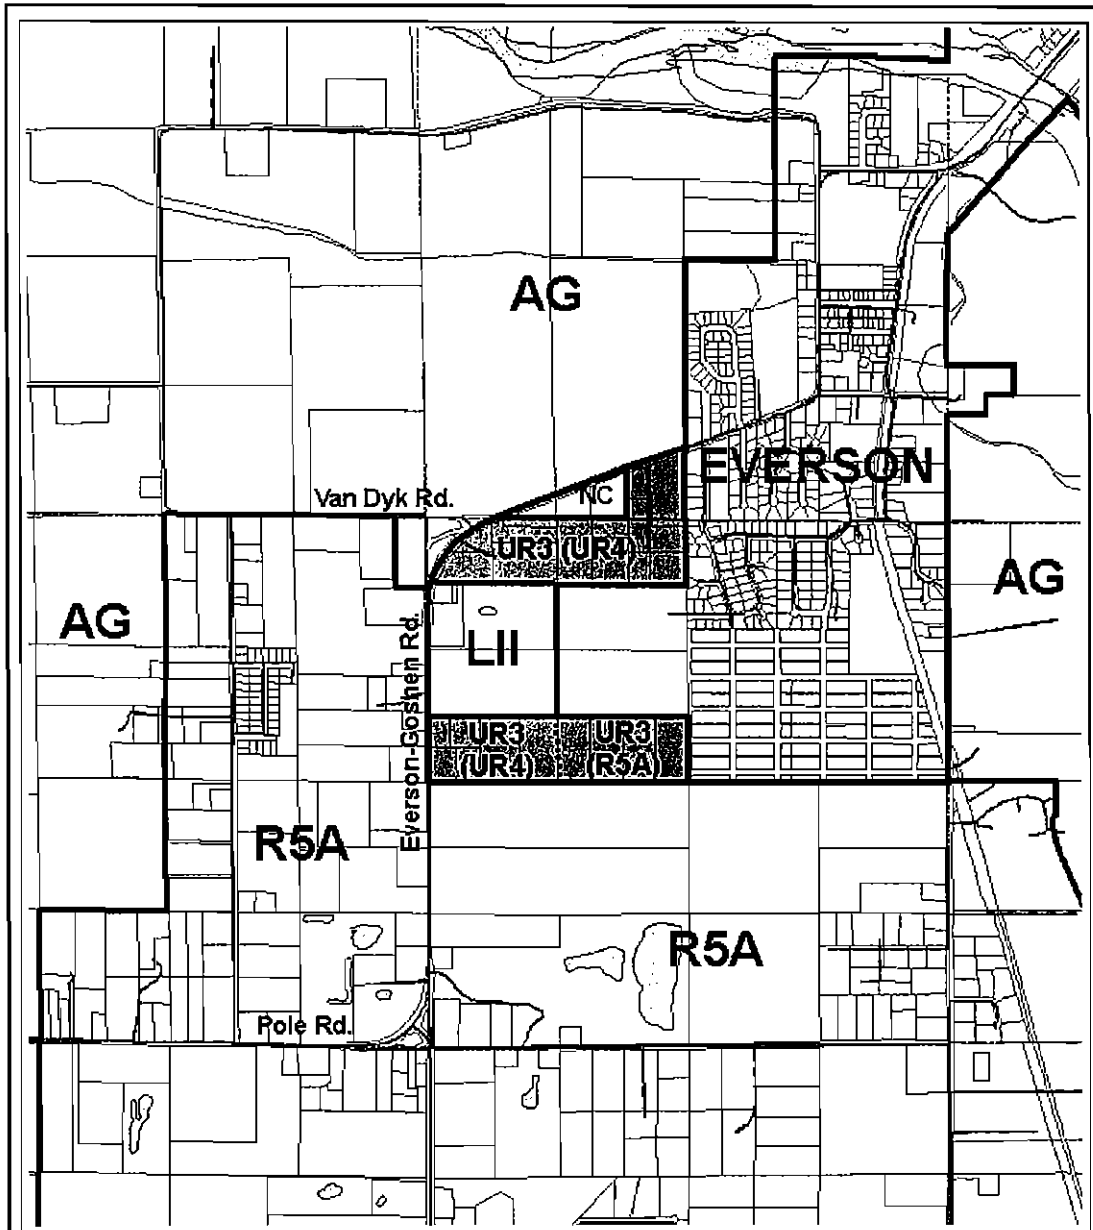 AG
EVERSON
NC
Van Dyk Rd.
UR3 (UR4)
AG
AG
LII
Everson-Goshen Rd.
UR3
(UR4)
UR3
(R5A)
R5A
R5A
Pole Rd.